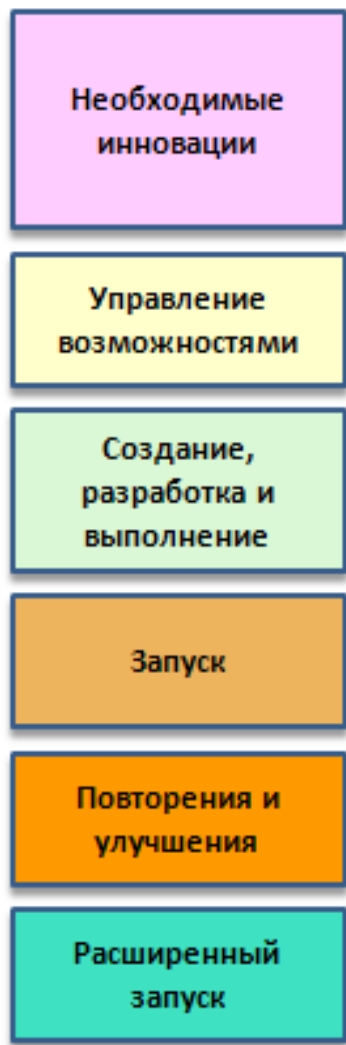 Необходимые
инновации
Управление
возможностями
Создание,
разработка и
выполнение
Запуск
Повторения и
улучшения
Расширенный
запуск